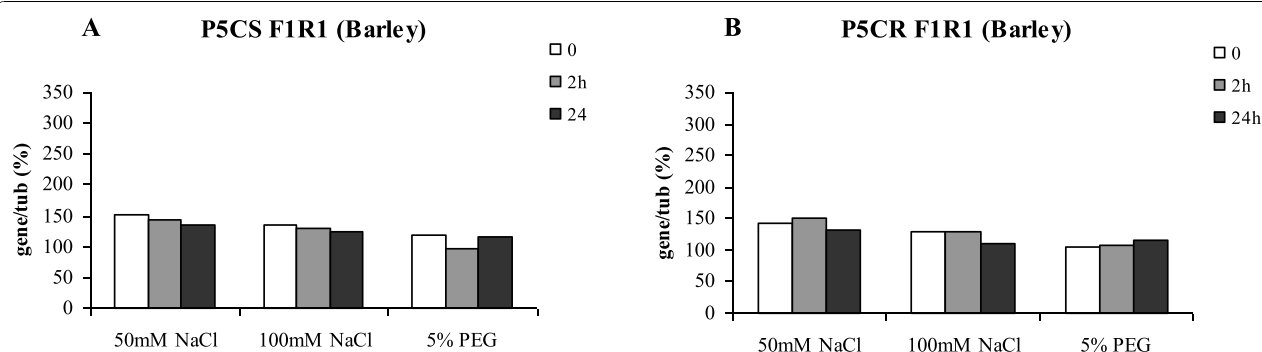 A
P5CS F1R1 (Barley)
0
2h
24
gene/tub (%)
350
300
250
200
150
100
50
0
50mM NaCl
100mM NaCl
5% PEG
B
P5CR F1R1 (Barley)
0
2h
24h
gene/tub (%)
350
300
250
200
150
100
50
0
50mM NaCl
100mM NaCl
5% PEG